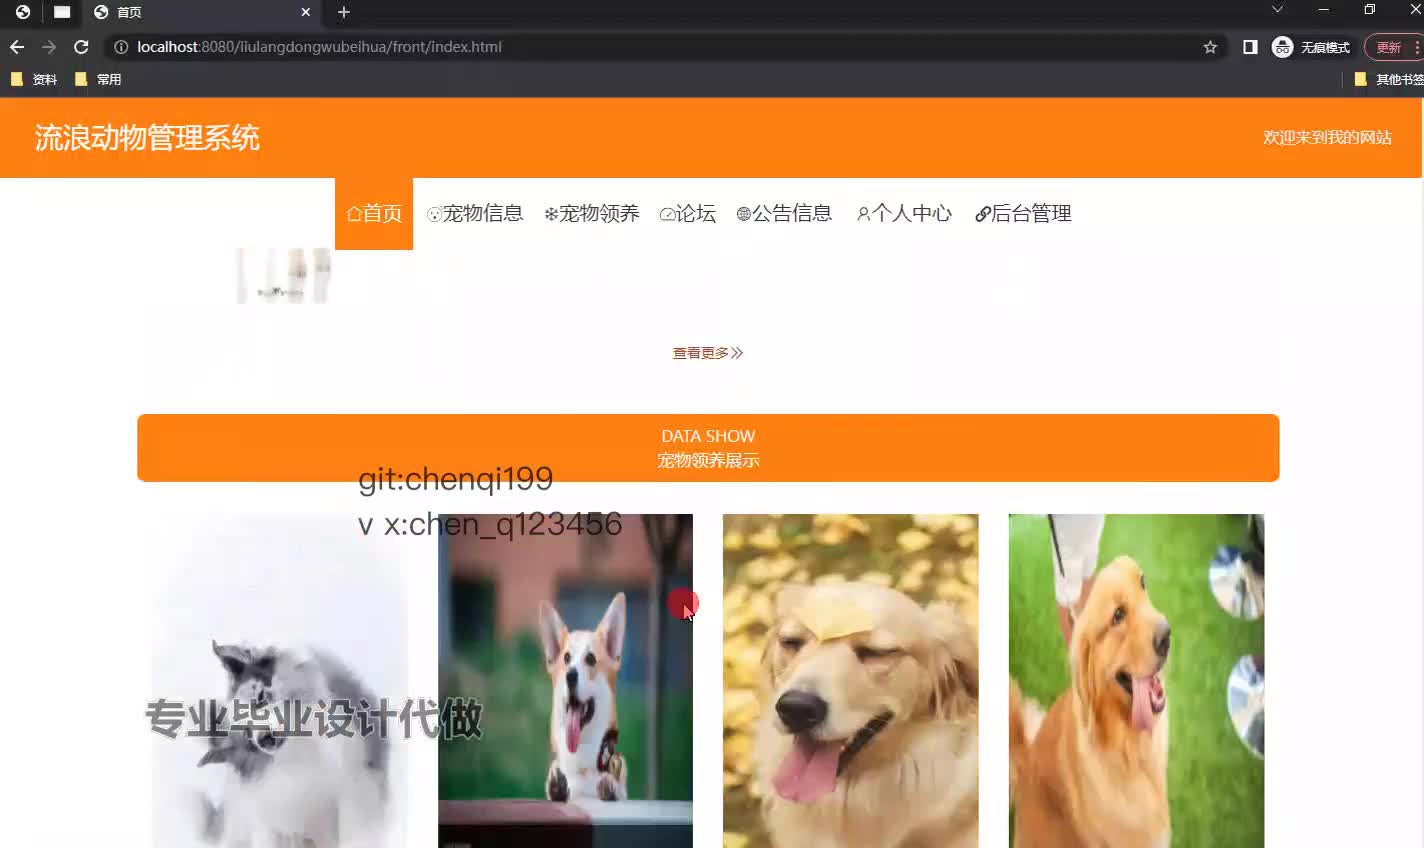 首页
localhost:8080/liulangdongwubeihua/front/index.html
无痕模式
更新
资料
常用
其他书签
流浪动物管理系统
欢迎来到我的网站
首页
宠物信息
宠物领养
论坛
公告信息
个人中心
后台管理
查看更多
DATA SHOW
宠物领养展示
git:chenqi199
v x:chen_q123456
专业毕业设计代做